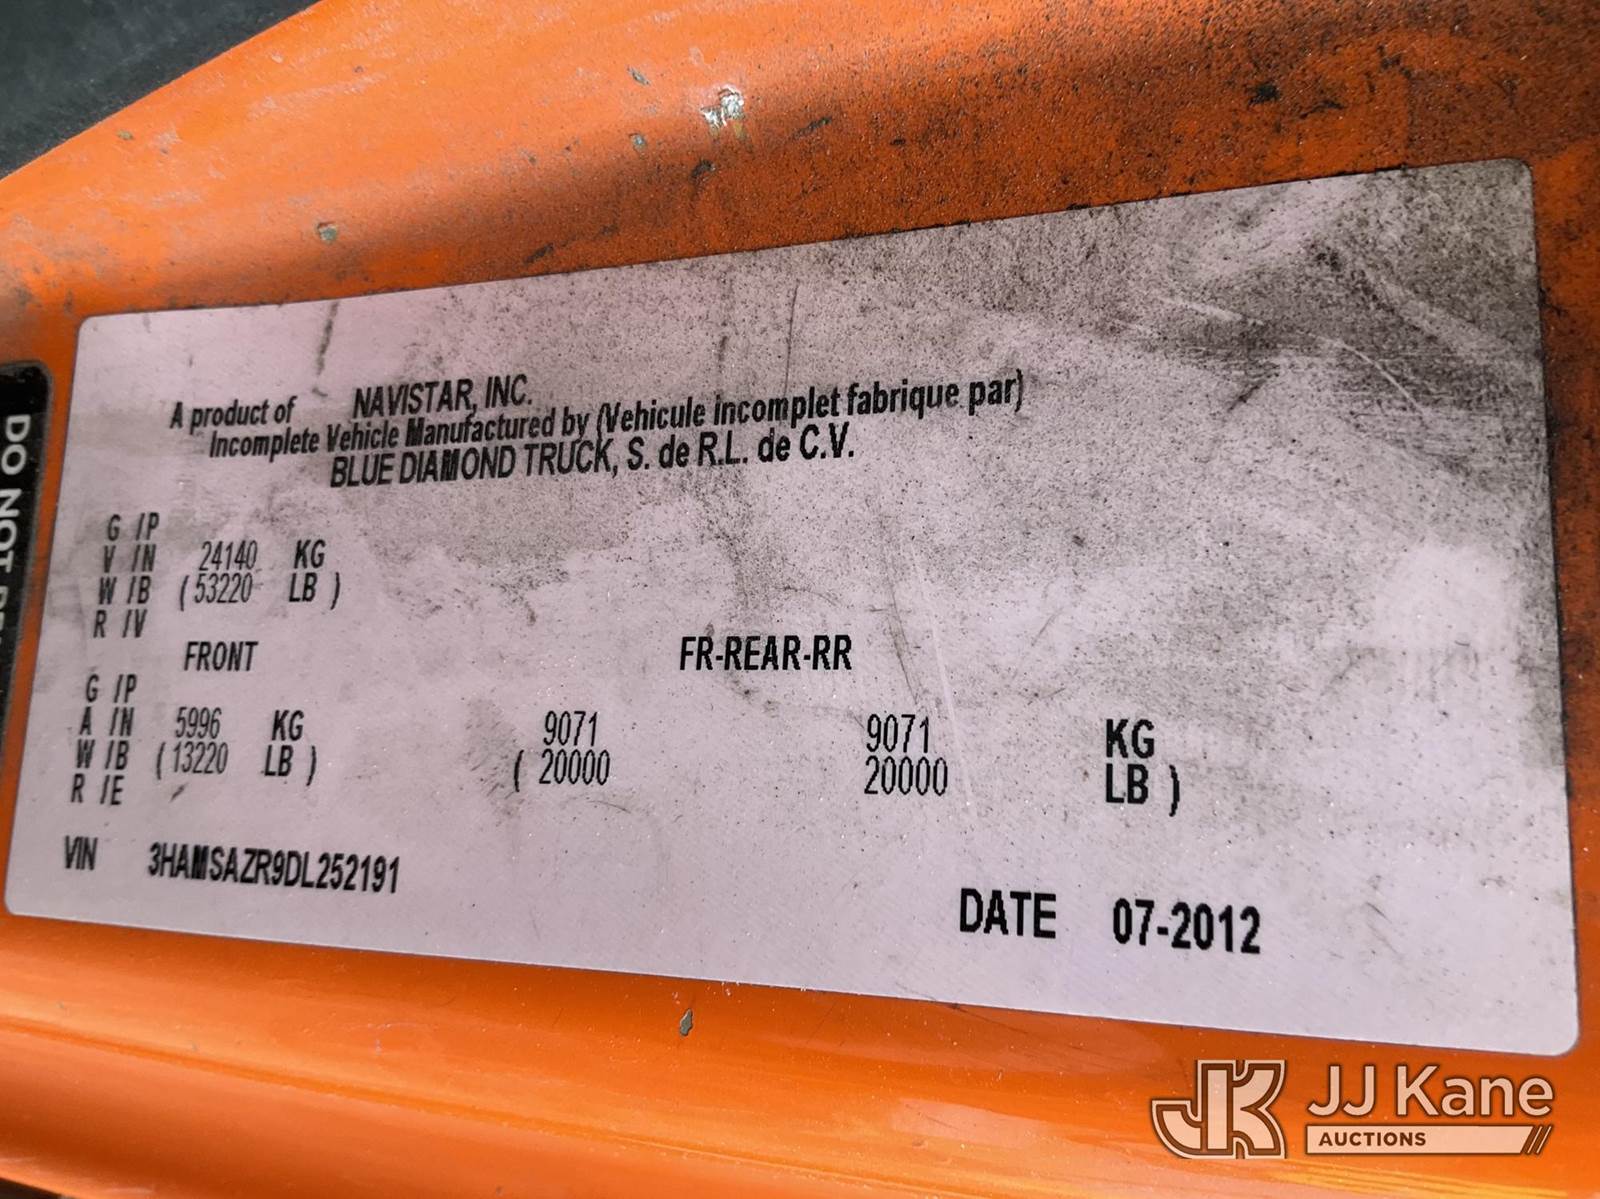 A product of NAVISTAR, INC.
Incomplete Vehicle Manufactured by (Vehicule incomplet fabrique par)
BLUE DIAMOND TRUCK, S. de R.L. de C.V.
G /P
V /N 24140 KG
W /B ( 53220 LB )
R /V
FRONT FR-REAR-RR
G /P
A /N 5996 KG 9071 9071 KG
W /B ( 13220 LB ) ( 20000 20000 LB )
R /E
VIN 3HAMSAZR9DL252191
DATE 07-2012
DO NOT
JJ Kane
AUCTIONS